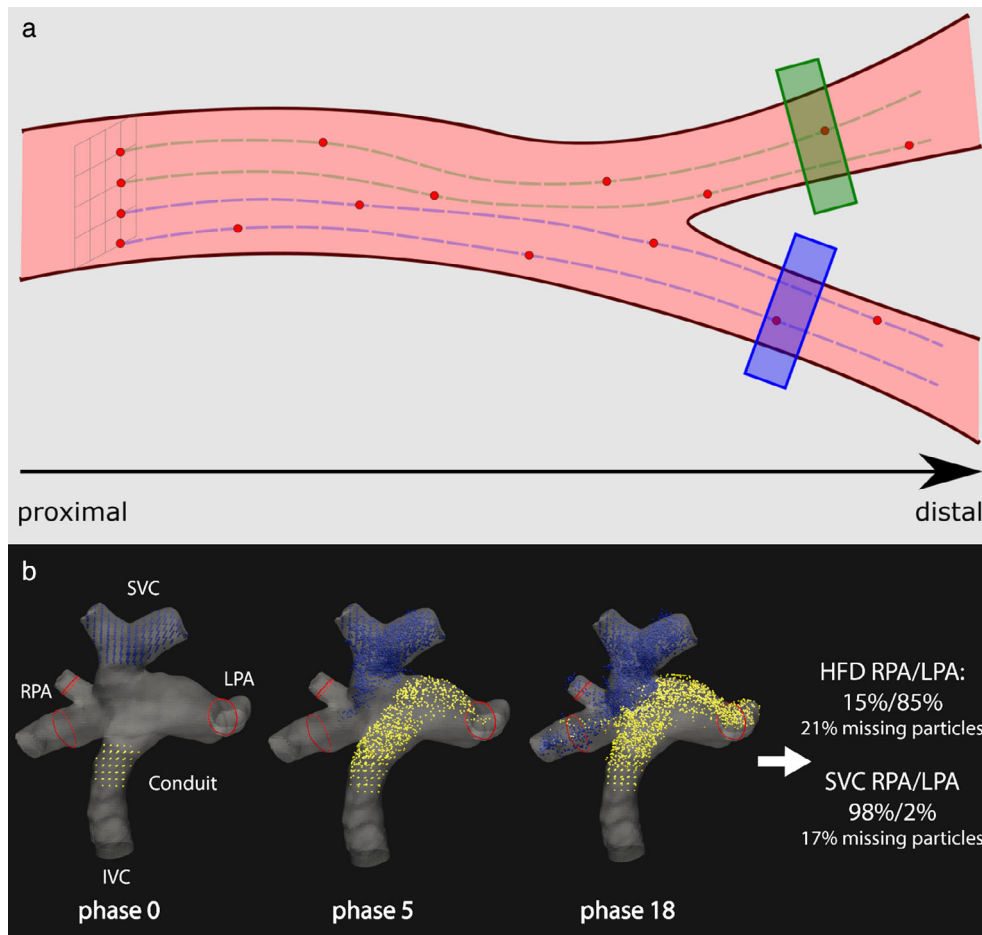 a
proximal
distal
b
SVC
RPA
LPA
Conduit
IVC
phase 0
phase 5
phase 18
HFD RPA/LPA:
15%/85%
21% missing particles
SVC RPA/LPA
98%/2%
17% missing particles